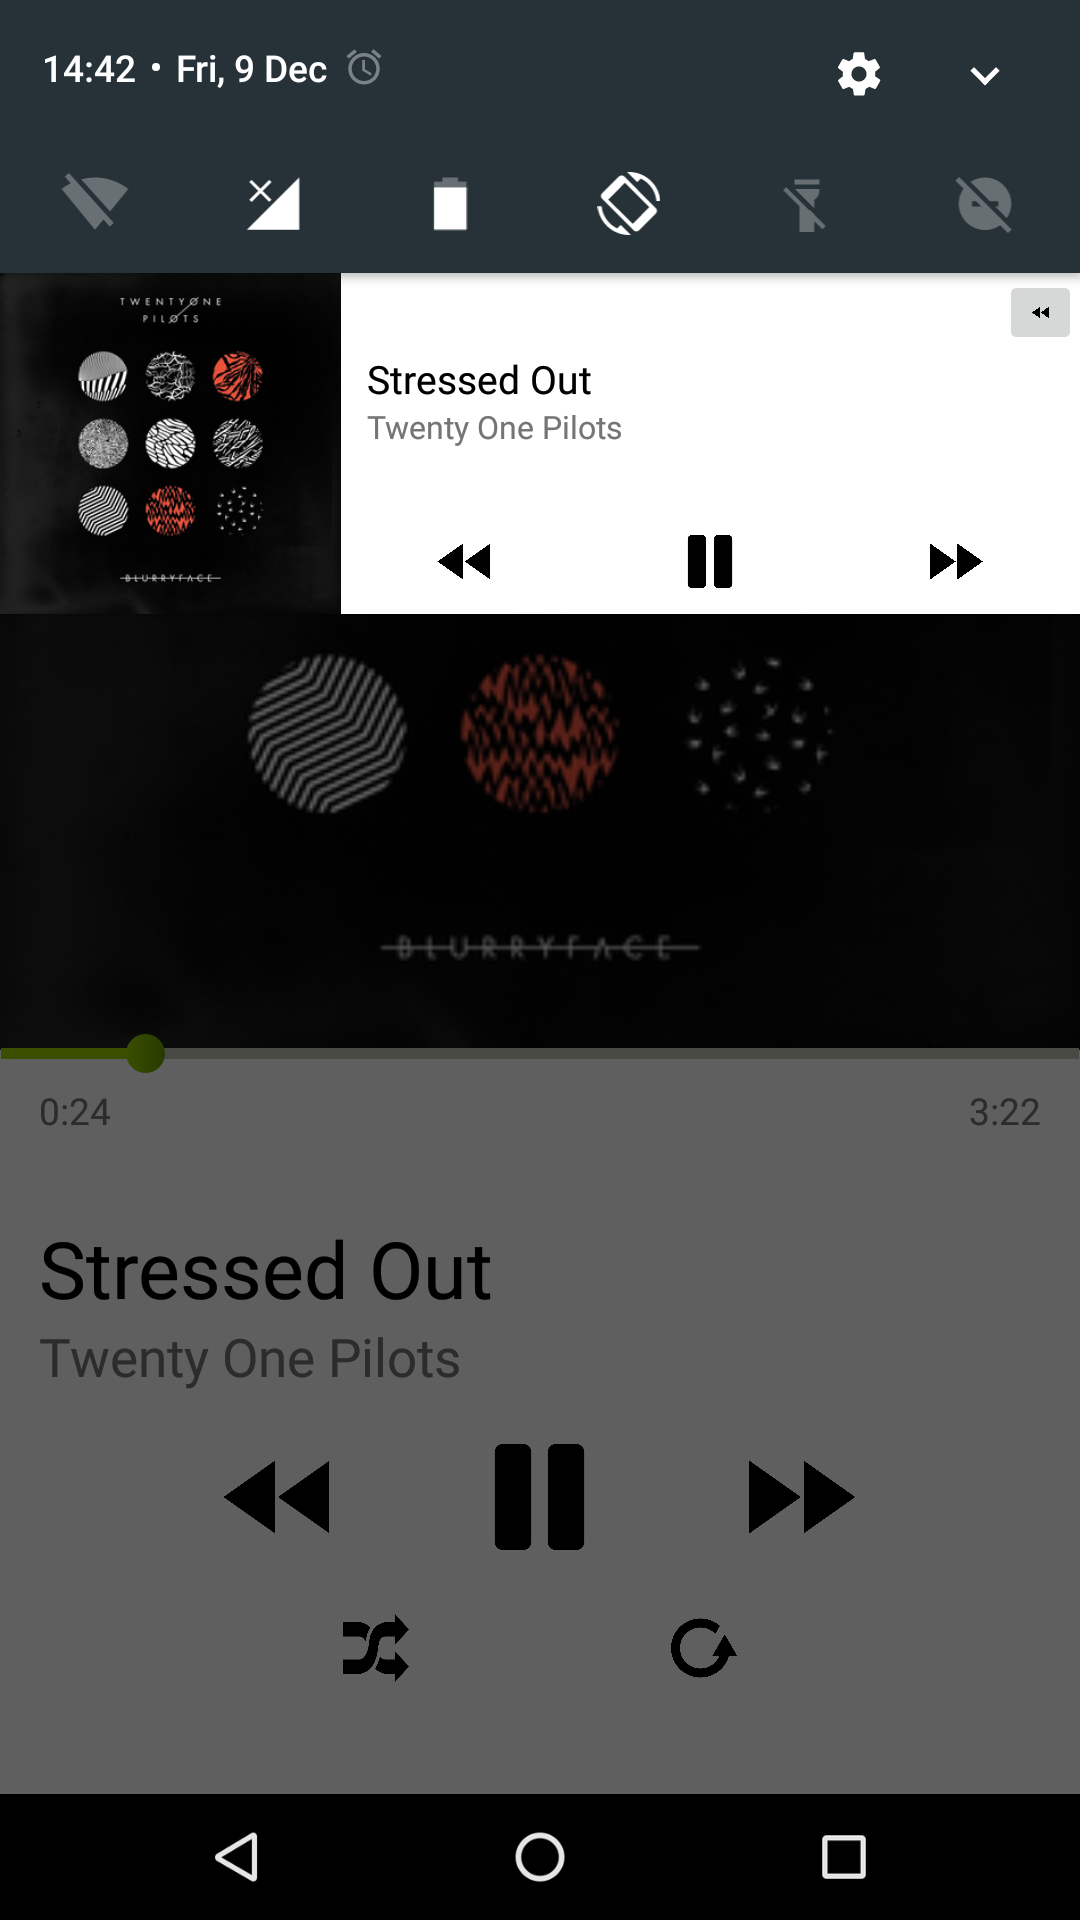 14:42 • Fri, 9 Dec
TWENTY ONE
PILOTS
BLURRYFACE
Stressed Out
Twenty One Pilots
BLURRYFACE
0:24
3:22
Stressed Out
Twenty One Pilots